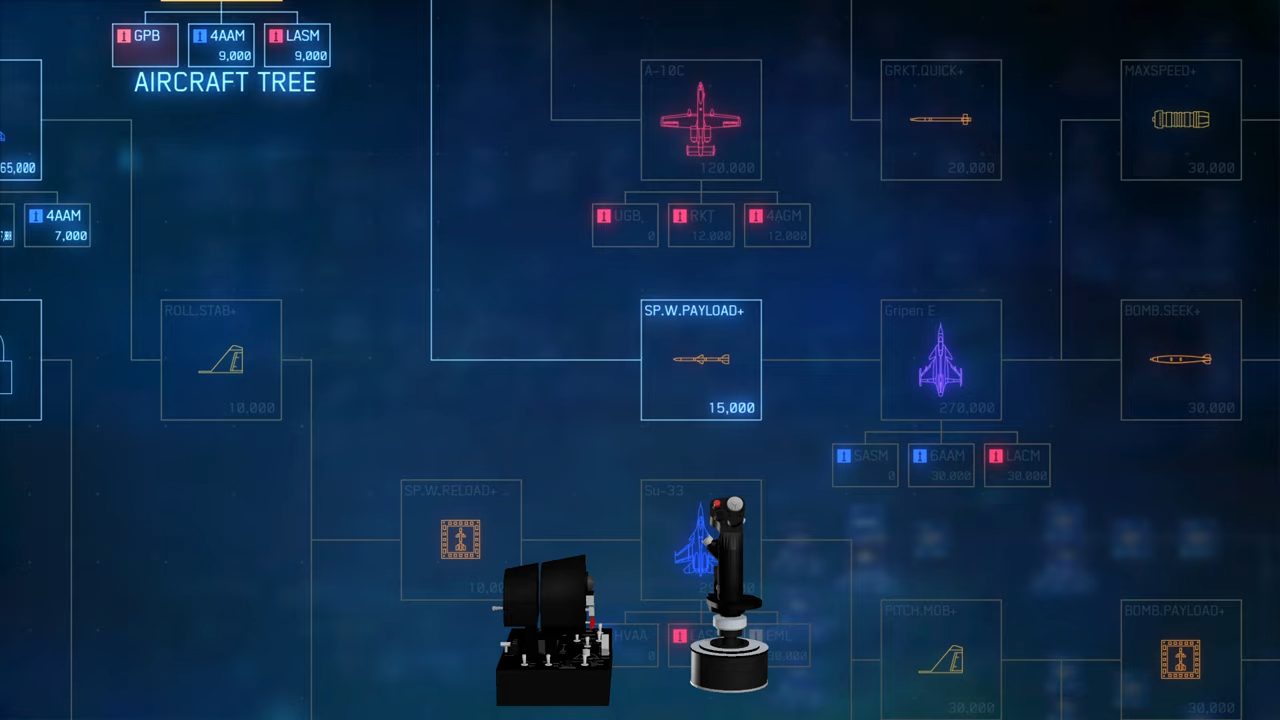 GPB
4AAM
9,000
LASM
9,000
AIRCRAFT TREE
65,000
4AAM
7,000
A-10C
120,000
UGB
0
RKT
12,000
4AGM
12,000
GRKT.QUICK+
20,000
MAXSPEED+
30,000
ROLL.STAB+
10,000
SP.W.PAYLOAD+
15,000
Gripen E
270,000
SASM
0
6AAM
30,000
LACM
30,000
BOMB.SEEK+
30,000
SP.W.RELOAD+
Su-33
HVAA
0
EML
PITCH.MOB+
30,000
BOMB.PAYLOAD+
30,000